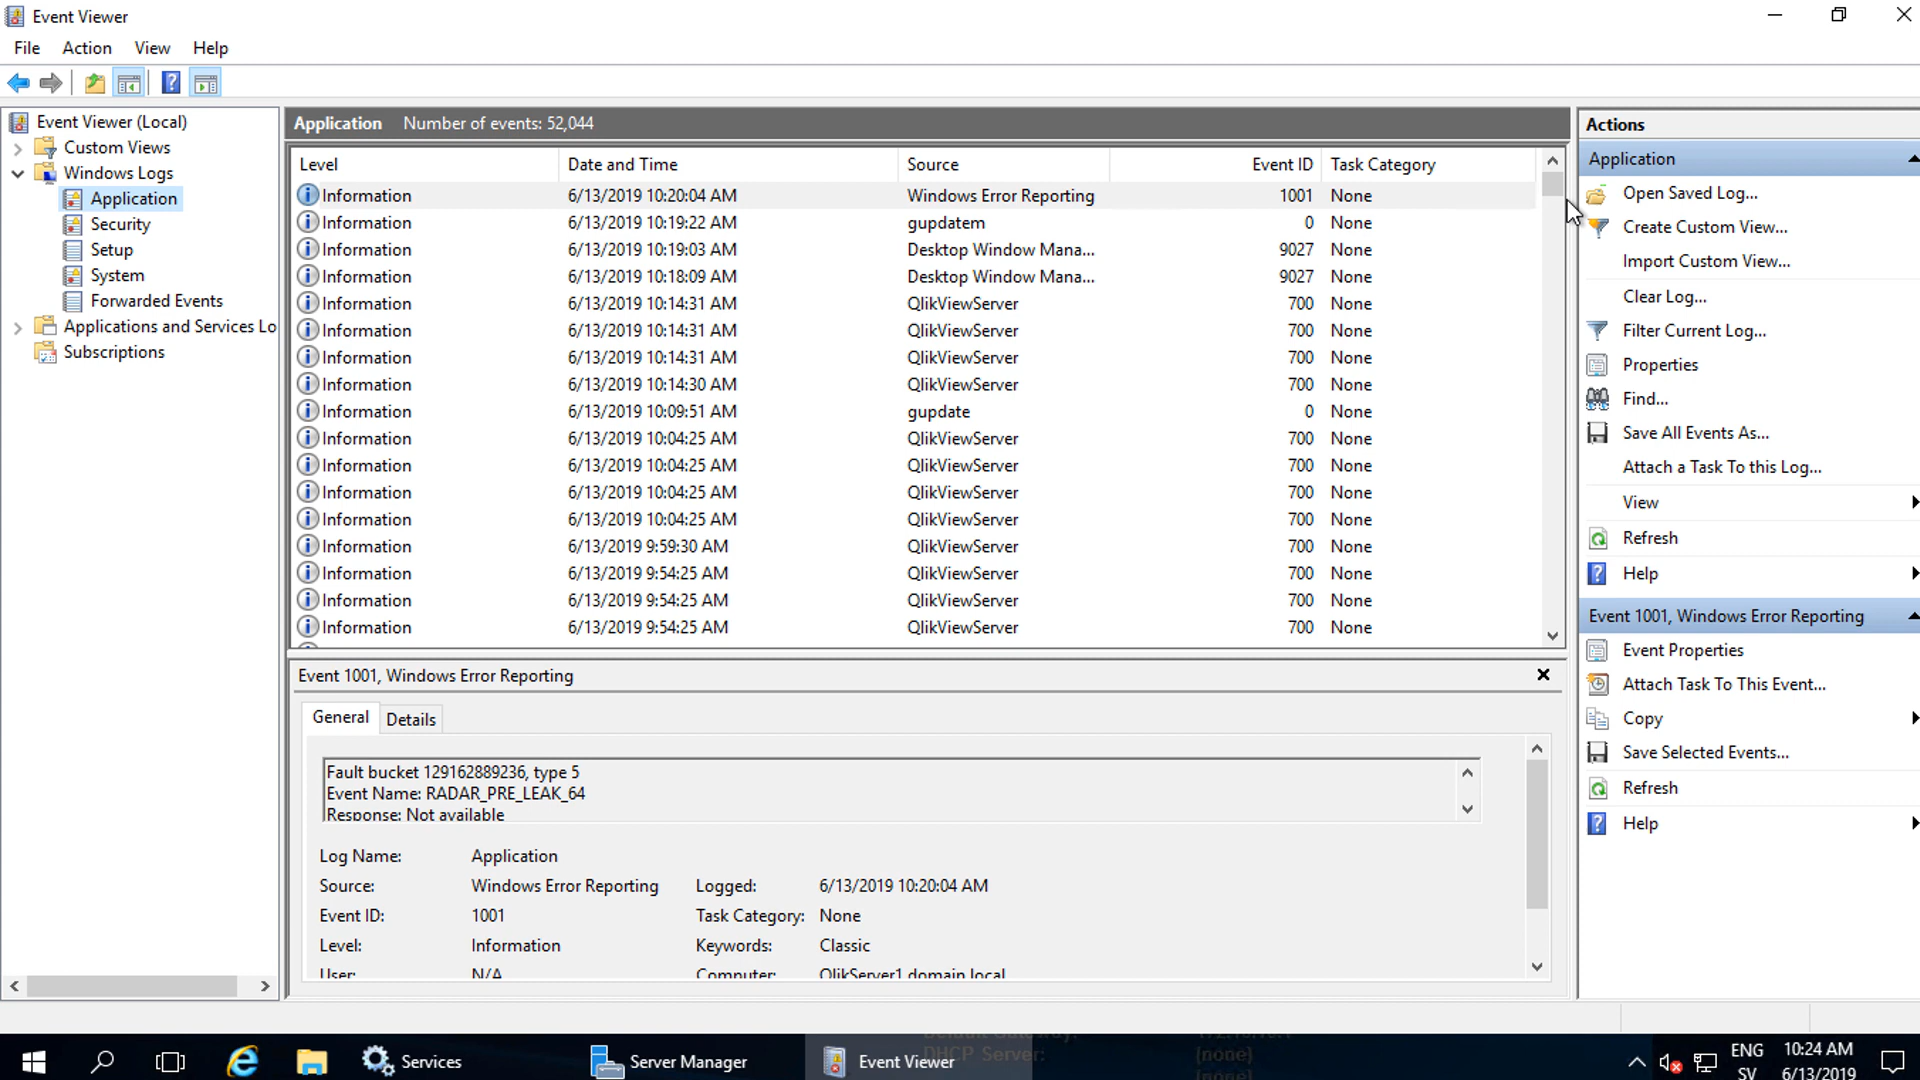 Event Viewer
File Action View Help
Event Viewer (Local)
Custom Views
Windows Logs
Application
Security
Setup
System
Forwarded Events
Applications and Services Lo
Subscriptions
Application Number of events: 52,044
Level Date and Time Source Event ID Task Category
Information 6/13/2019 10:20:04 AM Windows Error Reporting 1001 None
Information 6/13/2019 10:19:22 AM gupdatem 0 None
Information 6/13/2019 10:19:03 AM Desktop Window Mana... 9027 None
Information 6/13/2019 10:18:09 AM Desktop Window Mana... 9027 None
Information 6/13/2019 10:14:31 AM QlikViewServer 700 None
Information 6/13/2019 10:14:31 AM QlikViewServer 700 None
Information 6/13/2019 10:14:31 AM QlikViewServer 700 None
Information 6/13/2019 10:14:30 AM QlikViewServer 700 None
Information 6/13/2019 10:09:51 AM gupdate 0 None
Information 6/13/2019 10:04:25 AM QlikViewServer 700 None
Information 6/13/2019 10:04:25 AM QlikViewServer 700 None
Information 6/13/2019 10:04:25 AM QlikViewServer 700 None
Information 6/13/2019 10:04:25 AM QlikViewServer 700 None
Information 6/13/2019 9:59:30 AM QlikViewServer 700 None
Information 6/13/2019 9:54:25 AM QlikViewServer 700 None
Information 6/13/2019 9:54:25 AM QlikViewServer 700 None
Information 6/13/2019 9:54:25 AM QlikViewServer 700 None
Event 1001, Windows Error Reporting
General Details
Fault bucket 129162889236, type 5
Event Name: RADAR_PRE_LEAK_64
Response: Not available
Log Name: Application
Source: Windows Error Reporting Logged: 6/13/2019 10:20:04 AM
Event ID: 1001 Task Category: None
Level: Information Keywords: Classic
User: N/A Computer: QlikServer1.domain.local
Actions
Application
Open Saved Log...
Create Custom View...
Import Custom View...
Clear Log...
Filter Current Log...
Properties
Find...
Save All Events As...
Attach a Task To this Log...
View
Refresh
Help
Event 1001, Windows Error Reporting
Event Properties
Attach Task To This Event...
Copy
Save Selected Events...
Refresh
Help
Services Server Manager Event Viewer
DHCP Server: (none)
ENG 10:24 AM
SV 6/13/2019